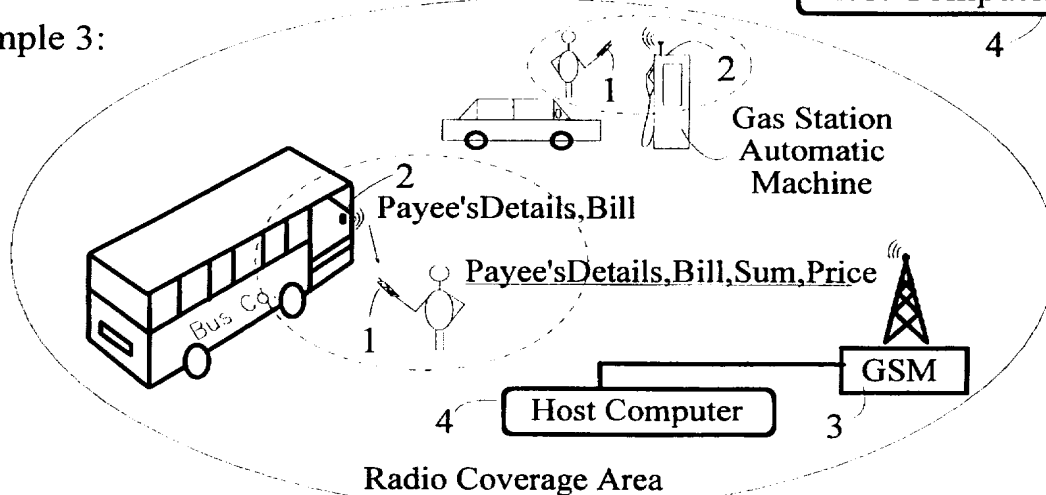 mple 3:
4
1
2
Gas Station
Automatic
Machine
2
Payee'sDetails,Bill
Payee'sDetails,Bill,Sum,Price
1
Bus Co.
GSM
3
4
Host Computer
Radio Coverage Area